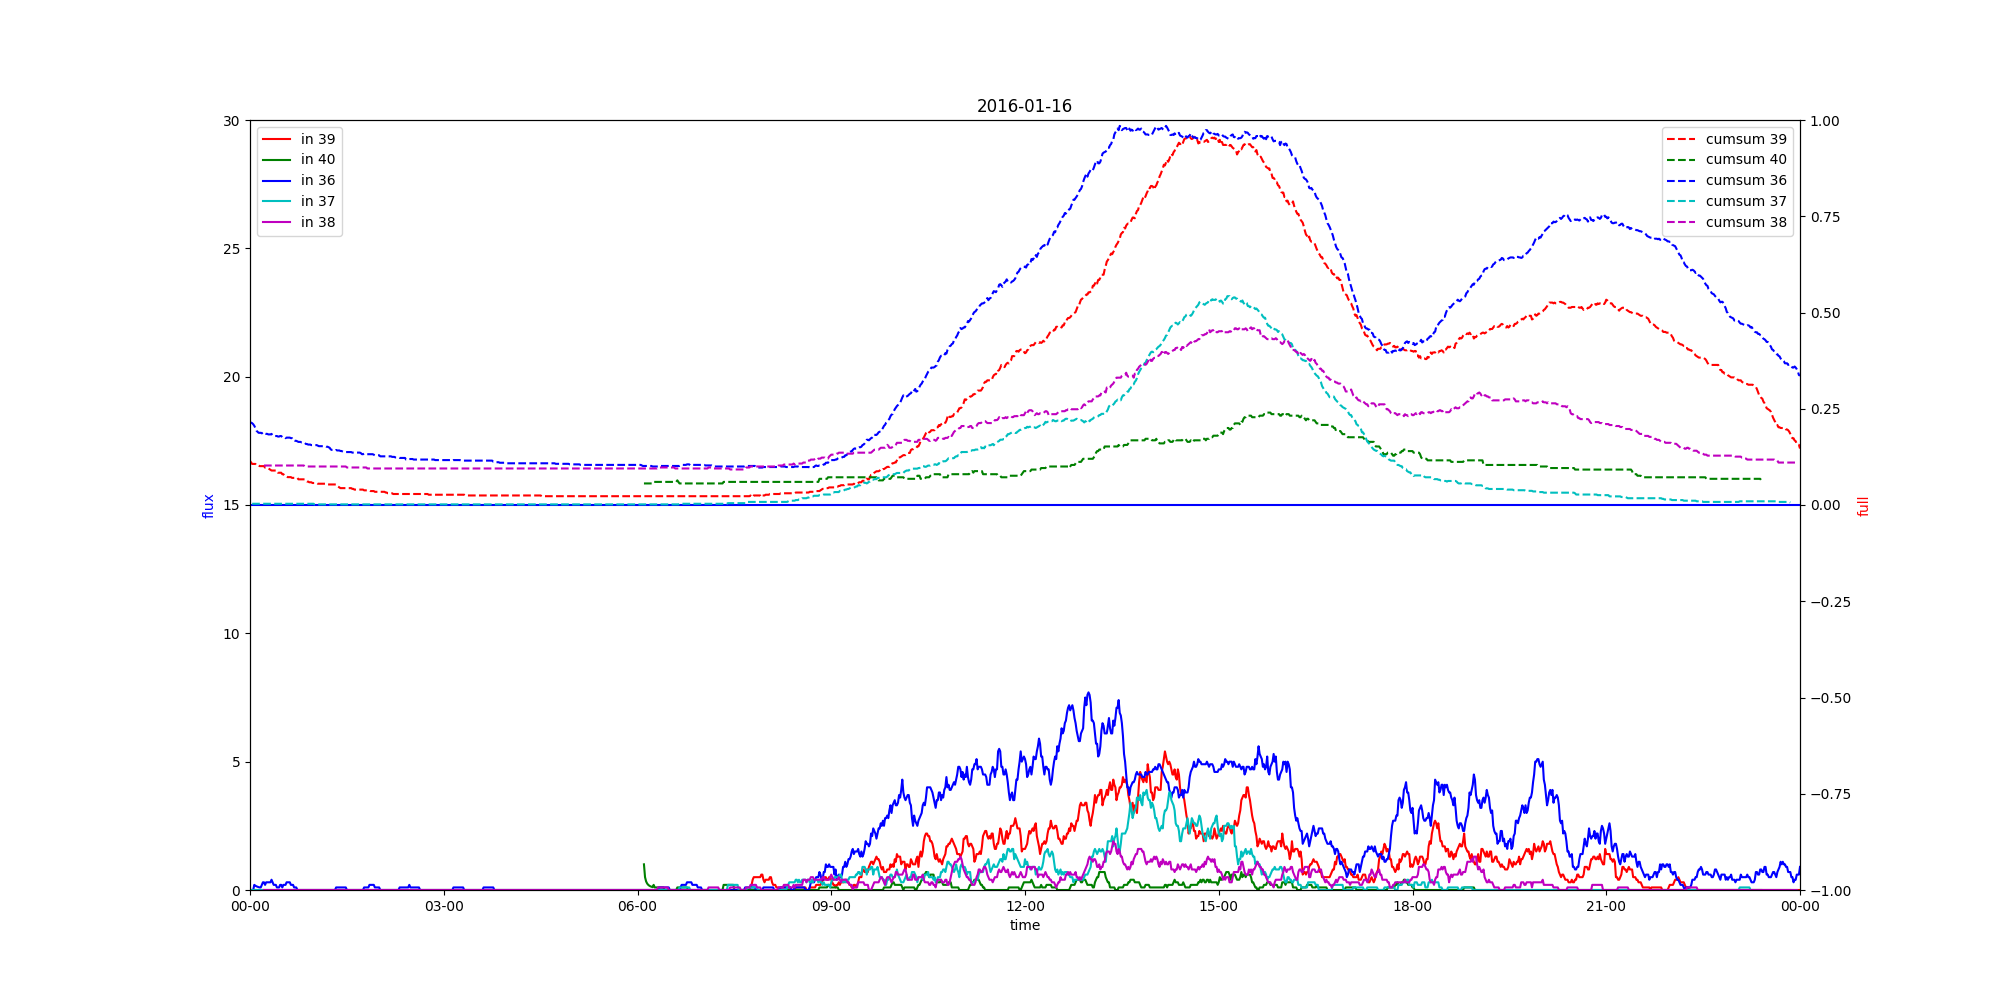 2016-01-16
in 39
in 40
in 36
in 37
in 38
cumsum 39
cumsum 40
cumsum 36
cumsum 37
cumsum 38
30
25
20
15
10
5
0
flux
1.00
0.75
0.50
0.25
0.00
−0.25
−0.50
−0.75
−1.00
full
00-00
03-00
06-00
09-00
12-00
15-00
18-00
21-00
00-00
time